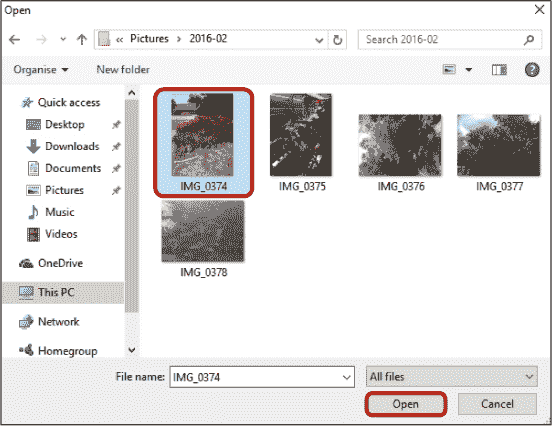 Open
« Pictures > 2016-02
Search 2016-02
Organise
New folder
Quick access
Desktop
Downloads
Documents
Pictures
Music
Videos
OneDrive
This PC
Network
Homegroup
IMG_0374
IMG_0375
IMG_0376
IMG_0377
IMG_0378
File name: IMG_0374
All files
Open
Cancel